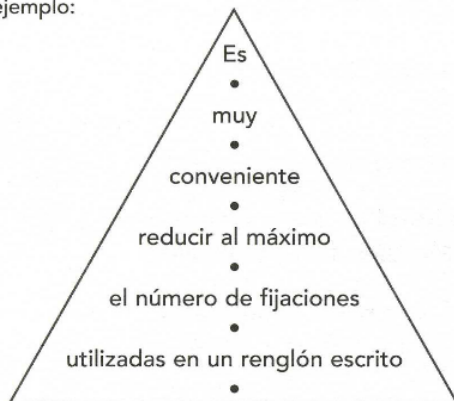 ejemplo:
Es
muy
conveniente
reducir al máximo
el número de fijaciones
utilizadas en un renglón escrito